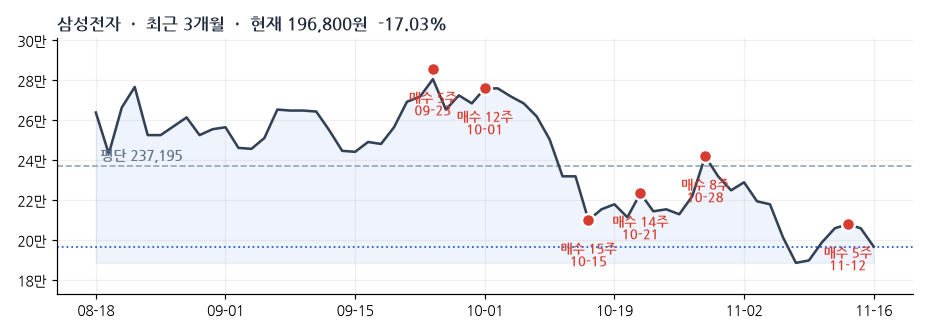 삼성전자 · 최근 3개월 · 현재 196,800원 -17.03%
30만
28만
26만
24만
22만
20만
18만
평단 237,195
매수 5주
09-25
매수 12주
10-01
매수 15주
10-15
매수 14주
10-21
매수 8주
10-28
매수 5주
11-12
08-18
09-01
09-15
10-01
10-19
11-02
11-16